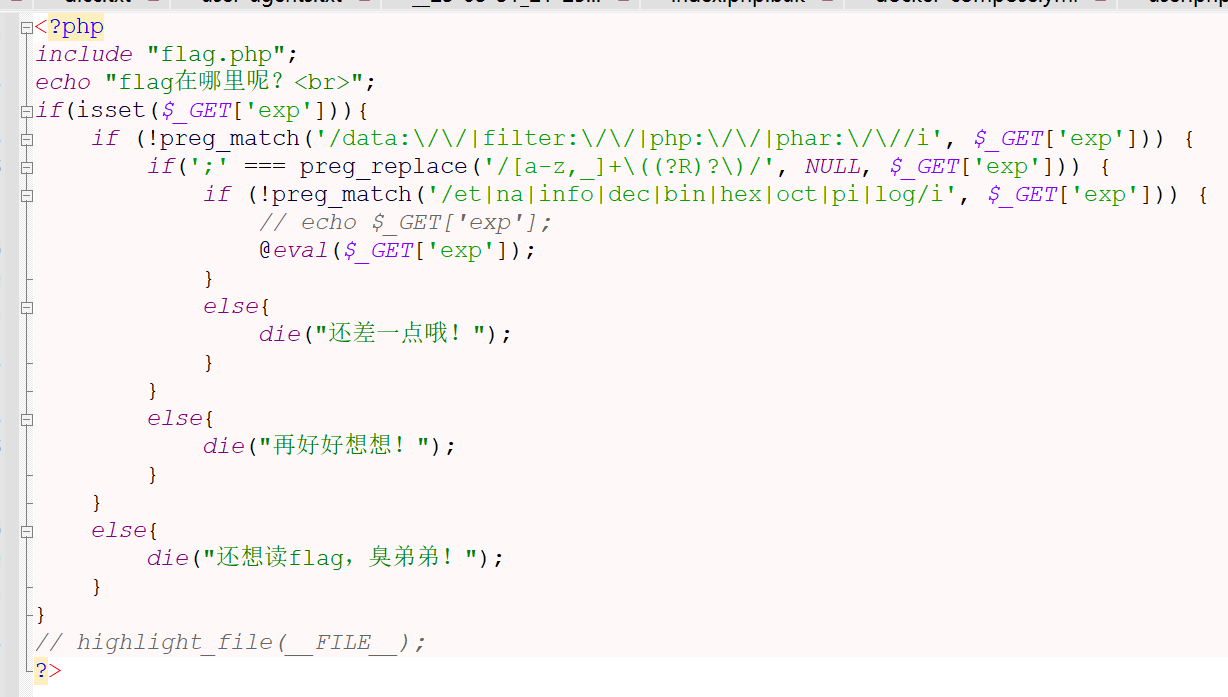 <?php
include "flag.php";
echo "flag在哪里呢？<br>";
if(isset($_GET['exp'])){
    if (!preg_match('/data:\/\/|filter:\/\/|php:\/\/|phar:\/\//i', $_GET['exp'])) {
        if(';' === preg_replace('/[a-z,_]+\((?R)?\)/', NULL, $_GET['exp'])) {
            if (!preg_match('/et|na|info|dec|bin|hex|oct|pi|log/i', $_GET['exp'])) {
                // echo $_GET['exp'];
                @eval($_GET['exp']);
            }
            else{
                die("还差一点哦！");
            }
        }
        else{
            die("再好好想想！");
        }
    }
    else{
        die("还想读flag，臭弟弟！");
    }
}
// highlight_file(__FILE__);
?>